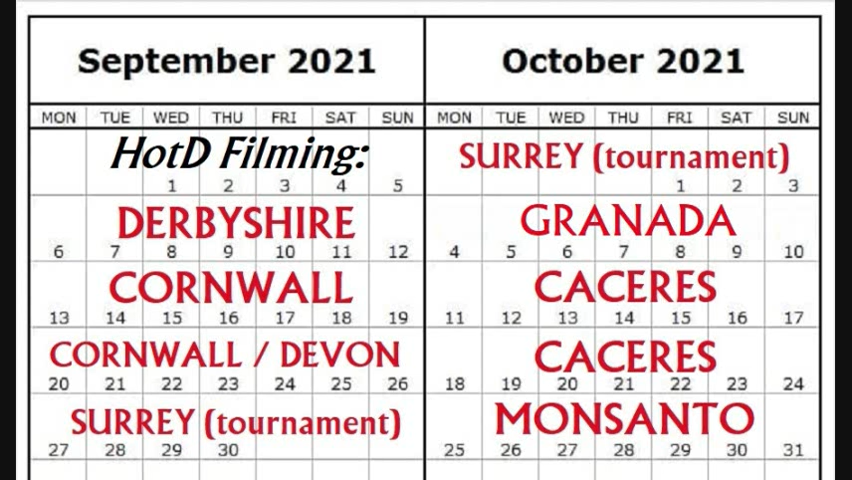 September 2021 October 2021
MON TUE WED THU FRI SAT SUN MON TUE WED THU FRI SAT SUN
HotD Filming: SURREY (tournament)
1 2 3 4 5 1 2 3
DERBYSHIRE GRANADA
6 7 8 9 10 11 12 4 5 6 7 8 9 10
CORNWALL CACERES
13 14 15 16 17 18 19 11 12 13 14 15 16 17
CORNWALL / DEVON CACERES
20 21 22 23 24 25 26 18 19 20 21 22 23 24
SURREY (tournament) MONSANTO
27 28 29 30 25 26 27 28 29 30 31